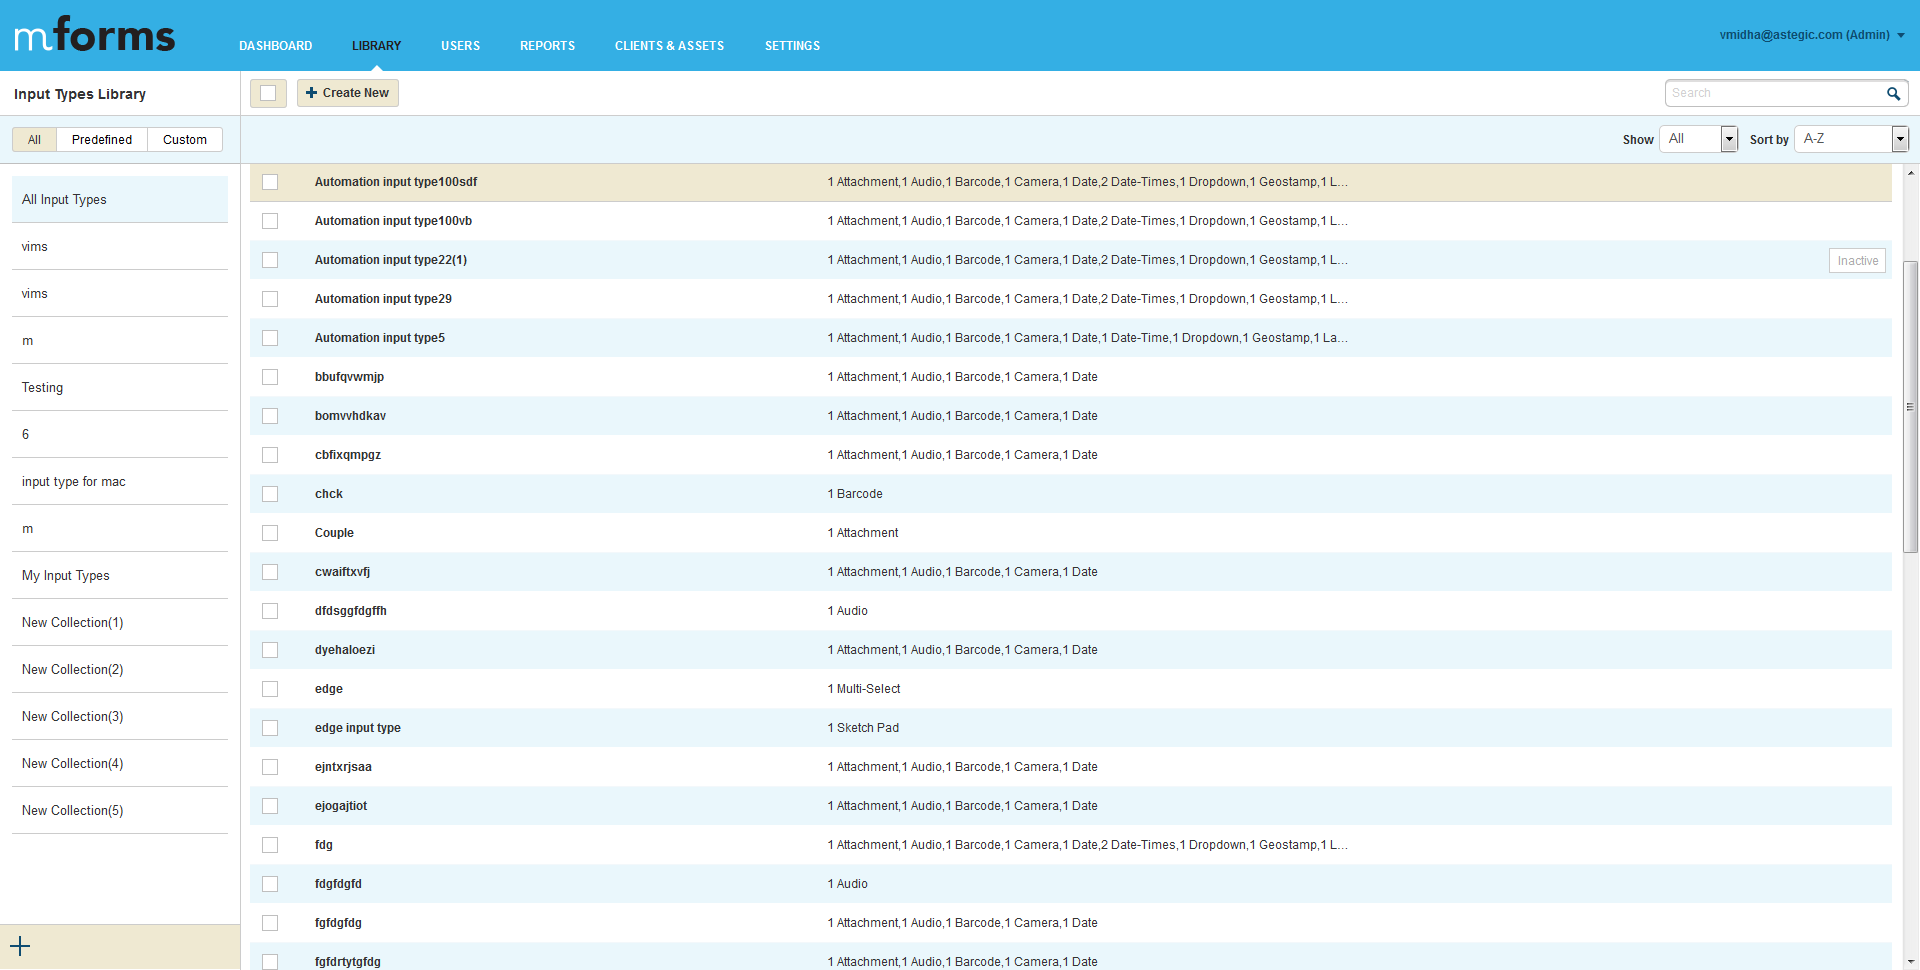 mforms
DASHBOARD LIBRARY USERS REPORTS CLIENTS & ASSETS SETTINGS
vmidha@astegic.com (Admin)
Input Types Library
Create New
Search
All Predefined Custom
Show All Sort by A-Z
All Input Types
vims
vims
m
Testing
6
input type for mac
m
My Input Types
New Collection(1)
New Collection(2)
New Collection(3)
New Collection(4)
New Collection(5)
Automation input type100sdf 1 Attachment,1 Audio,1 Barcode,1 Camera,1 Date,2 Date-Times,1 Dropdown,1 Geostamp,1 L...
Automation input type100vb 1 Attachment,1 Audio,1 Barcode,1 Camera,1 Date,2 Date-Times,1 Dropdown,1 Geostamp,1 L...
Automation input type22(1) 1 Attachment,1 Audio,1 Barcode,1 Camera,1 Date,2 Date-Times,1 Dropdown,1 Geostamp,1 L... Inactive
Automation input type29 1 Attachment,1 Audio,1 Barcode,1 Camera,1 Date,2 Date-Times,1 Dropdown,1 Geostamp,1 L...
Automation input type5 1 Attachment,1 Audio,1 Barcode,1 Camera,1 Date,1 Date-Time,1 Dropdown,1 Geostamp,1 La...
bbufqvwmjp 1 Attachment,1 Audio,1 Barcode,1 Camera,1 Date
bomvvhdkav 1 Attachment,1 Audio,1 Barcode,1 Camera,1 Date
cbfixqmpgz 1 Attachment,1 Audio,1 Barcode,1 Camera,1 Date
chck 1 Barcode
Couple 1 Attachment
cwaiftxvfj 1 Attachment,1 Audio,1 Barcode,1 Camera,1 Date
dfdsggfdgffh 1 Audio
dyehaloezi 1 Attachment,1 Audio,1 Barcode,1 Camera,1 Date
edge 1 Multi-Select
edge input type 1 Sketch Pad
ejntxrjsaa 1 Attachment,1 Audio,1 Barcode,1 Camera,1 Date
ejogajtiot 1 Attachment,1 Audio,1 Barcode,1 Camera,1 Date
fdg 1 Attachment,1 Audio,1 Barcode,1 Camera,1 Date,2 Date-Times,1 Dropdown,1 Geostamp,1 L...
fdgfdgfd 1 Audio
fgfdgfdg 1 Attachment,1 Audio,1 Barcode,1 Camera,1 Date
fgfdrtytgfdg 1 Attachment,1 Audio,1 Barcode,1 Camera,1 Date